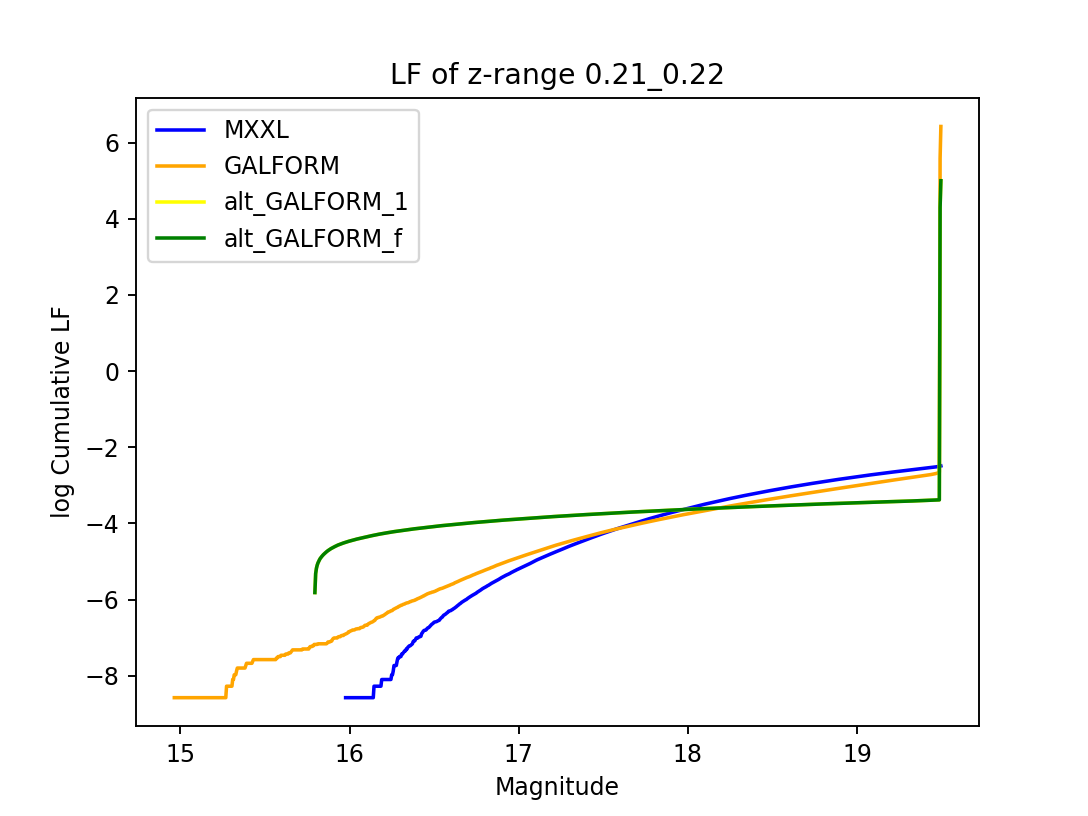 LF of z-range 0.21_0.22
MXXL
GALFORM
alt_GALFORM_1
alt_GALFORM_f
6
4
2
0
−2
−4
−6
−8
log Cumulative LF
15 16 17 18 19
Magnitude